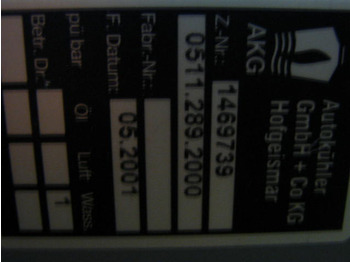 Autokühler
GmbH + Co KG
Hofgeismar
AKG
Z.-Nr.: 1469739
0511.289.2000
Fabr.-Nr.:
F. Datum: 05.2001
pü bar Öl Luft Wass.
1
Betr. Dr.